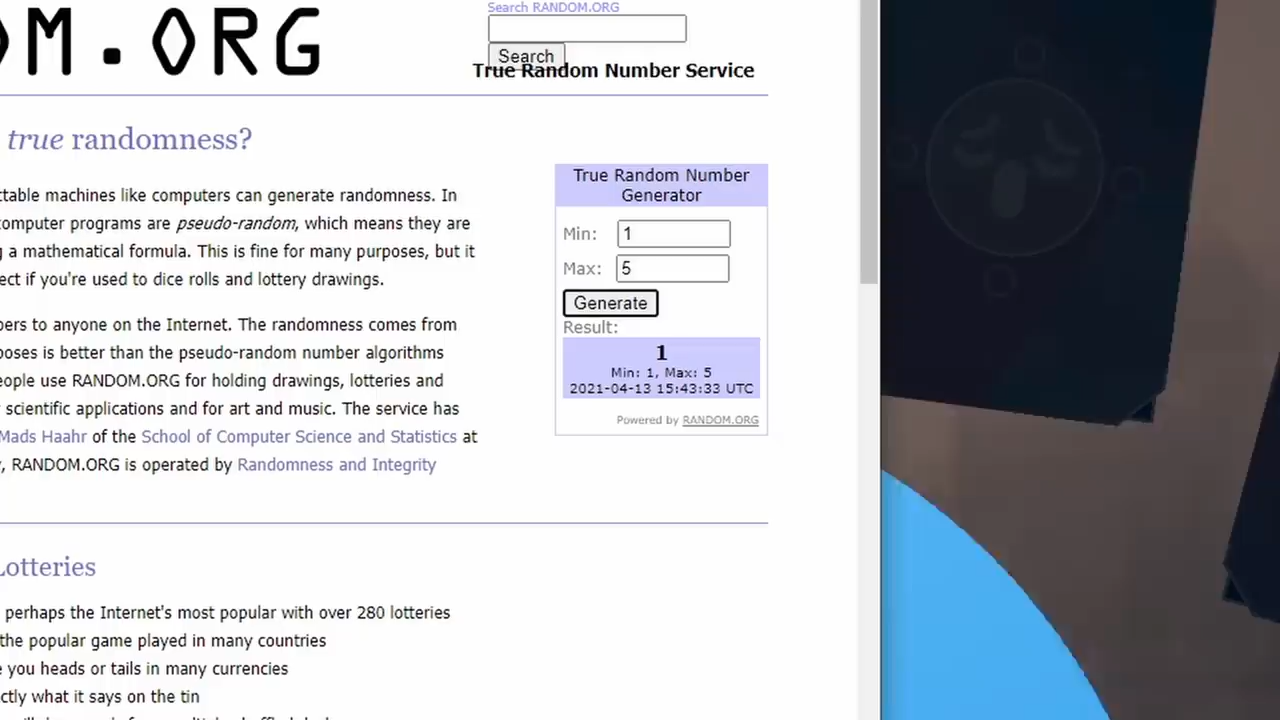 Search RANDOM.ORG
M.ORG
Search
True Random Number Service
true randomness?
True Random Number
Generator
table machines like computers can generate randomness. In
computer programs are pseudo-random, which means they are
a mathematical formula. This is fine for many purposes, but it
ect if you're used to dice rolls and lottery drawings.
Min: 1
Max: 5
Generate
Result:
1
Min: 1, Max: 5
2021-04-13 15:43:33 UTC
Powered by RANDOM.ORG
bers to anyone on the Internet. The randomness comes from
poses is better than the pseudo-random number algorithms
eople use RANDOM.ORG for holding drawings, lotteries and
scientific applications and for art and music. The service has
Mads Haahr of the School of Computer Science and Statistics at
, RANDOM.ORG is operated by Randomness and Integrity
Lotteries
perhaps the Internet's most popular with over 280 lotteries
the popular game played in many countries
you heads or tails in many currencies
ctly what it says on the tin